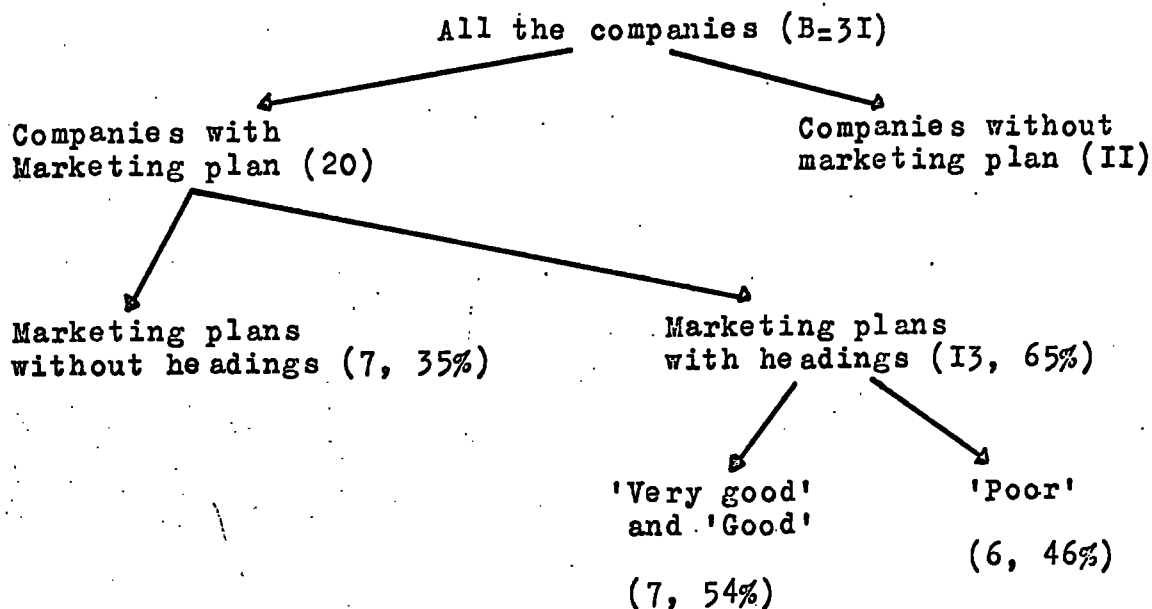 All the companies (B=3I)
Companies with
Marketing plan (20)
Companies without
marketing plan (II)
Marketing plans
without headings (7, 35%)
Marketing plans
with headings (I3, 65%)
'Very good'
and 'Good'
(7, 54%)
'Poor'
(6, 46%)